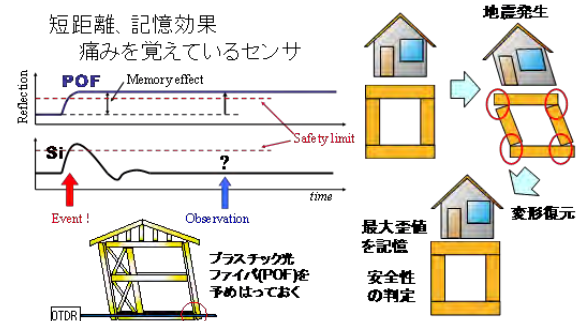 短距離、記憶効果
痛みを覚えているセンサ
POF
Memory effect
Reflection
Safety limit
Si
?
time
Event !
Observation
プラスチック光
ファイバ(POF)を
予めはっておく
OTDR
地震発生
変形復元
最大歪値
を記憶
安全性
の判定